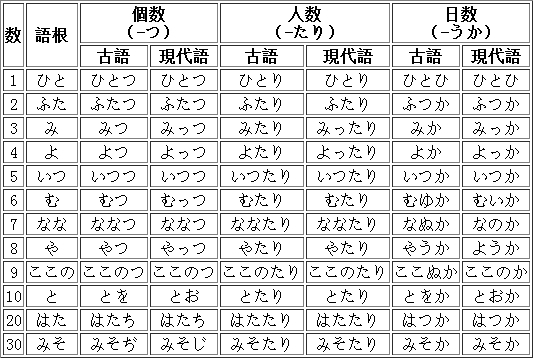 数 語根 個数（-つ） 人数（-たり） 日数（-うか）
古語 現代語 古語 現代語 古語 現代語
1 ひと ひとつ ひとつ ひとり ひとり ひとひ ひとひ
2 ふた ふたつ ふたつ ふたり ふたり ふつか ふつか
3 み みつ みっつ みたり みったり みか みっか
4 よ よつ よっつ よたり よったり よか よっか
5 いつ いつつ いつつ いつたり いつたり いつか いつか
6 む むつ むっつ むたり むたり むゆか むいか
7 なな ななつ ななつ ななたり ななたり なぬか なのか
8 や やつ やっつ やたり やたり やうか ようか
9 ここの ここのつ ここのつ ここのたり ここのたり ここぬか ここのか
10 と とを とお とたり とたり とをか とおか
20 はた はたち はたち はたたり はたたり はつか はつか
30 みそ みそぢ みそじ みそたり みそたり みそか みそか